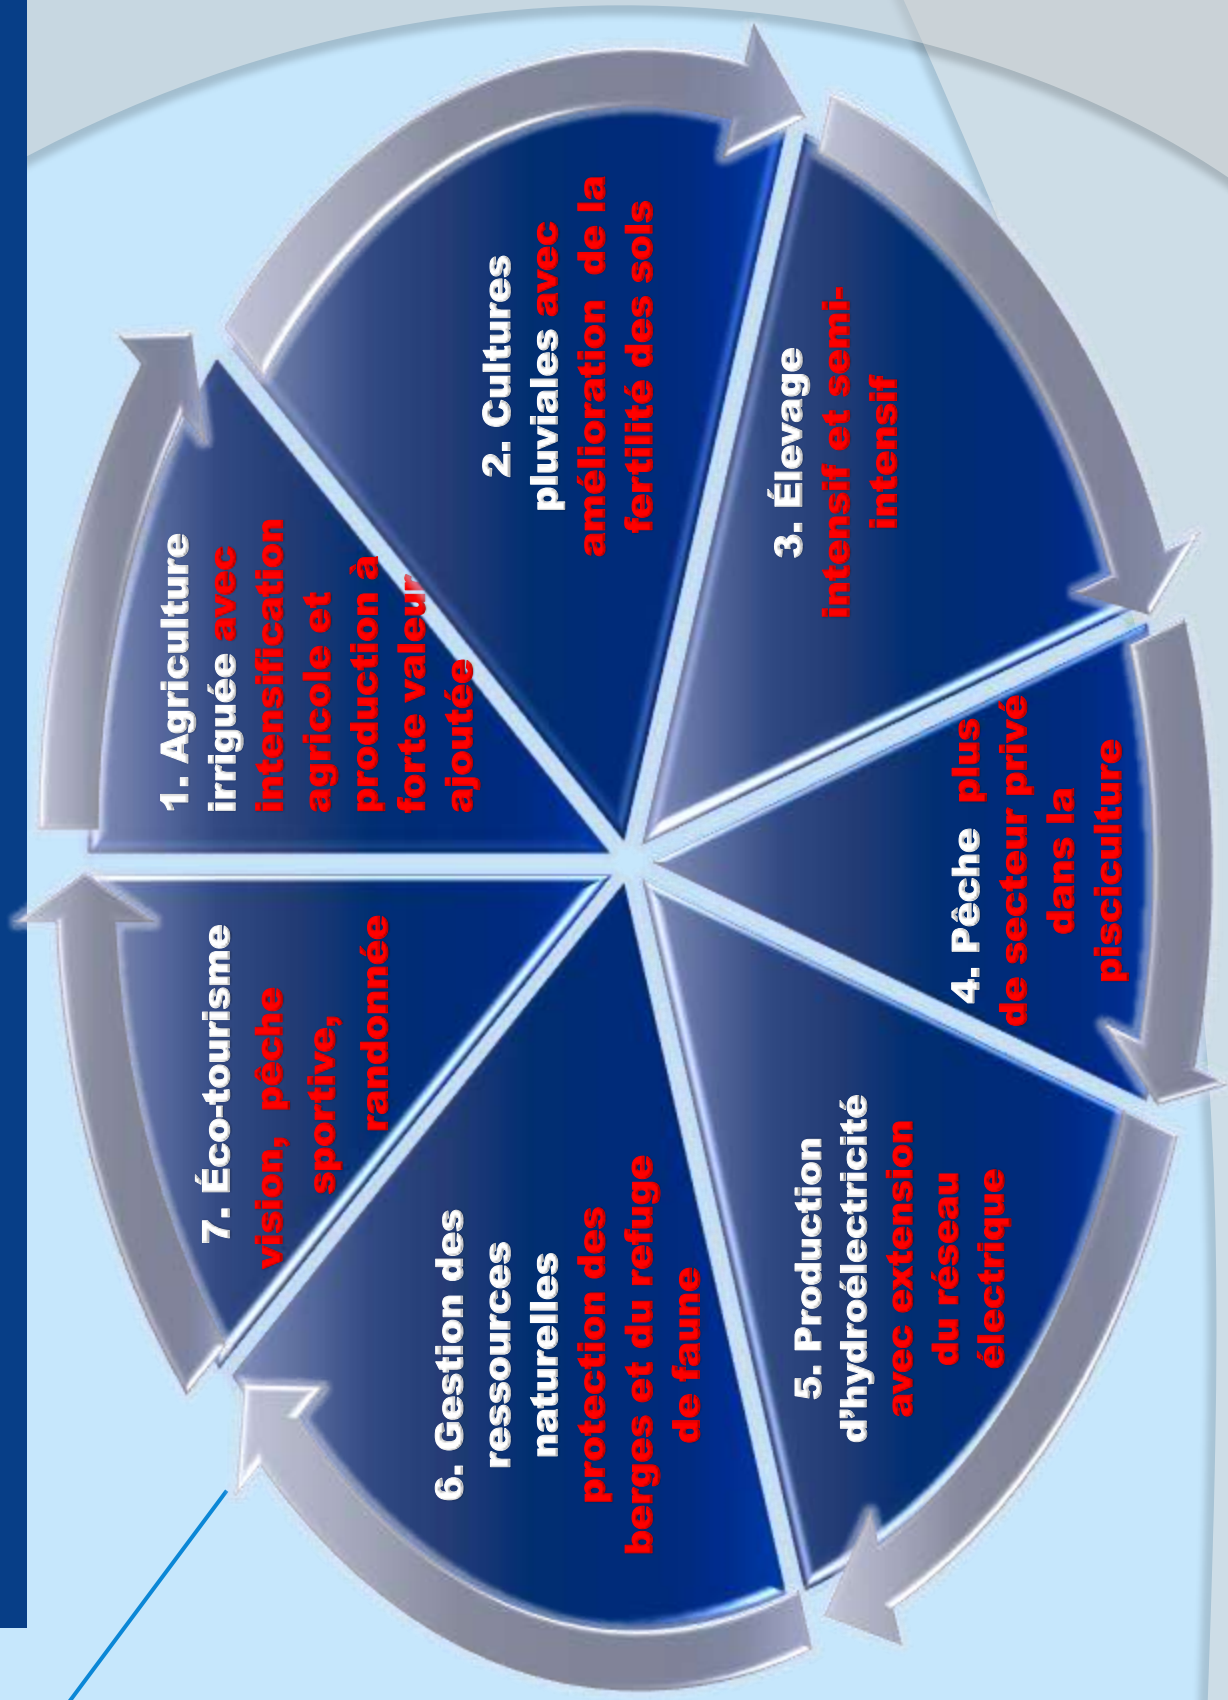 1. Agriculture
irriguée avec
intensification
agricole et
production à
forte valeur
ajoutée
2. Cultures
pluviales avec
amélioration de la
fertilité des sols
3. Élevage
intensif et semi-
intensif
4. Pêche plus
de secteur privé
dans la
pisciculture
5. Production
d'hydroélectricité
avec extension
du réseau
électrique
6. Gestion des
ressources
naturelles
protection des
berges et du refuge
de faune
7. Éco-tourisme
vision, pêche
sportive,
randonnée